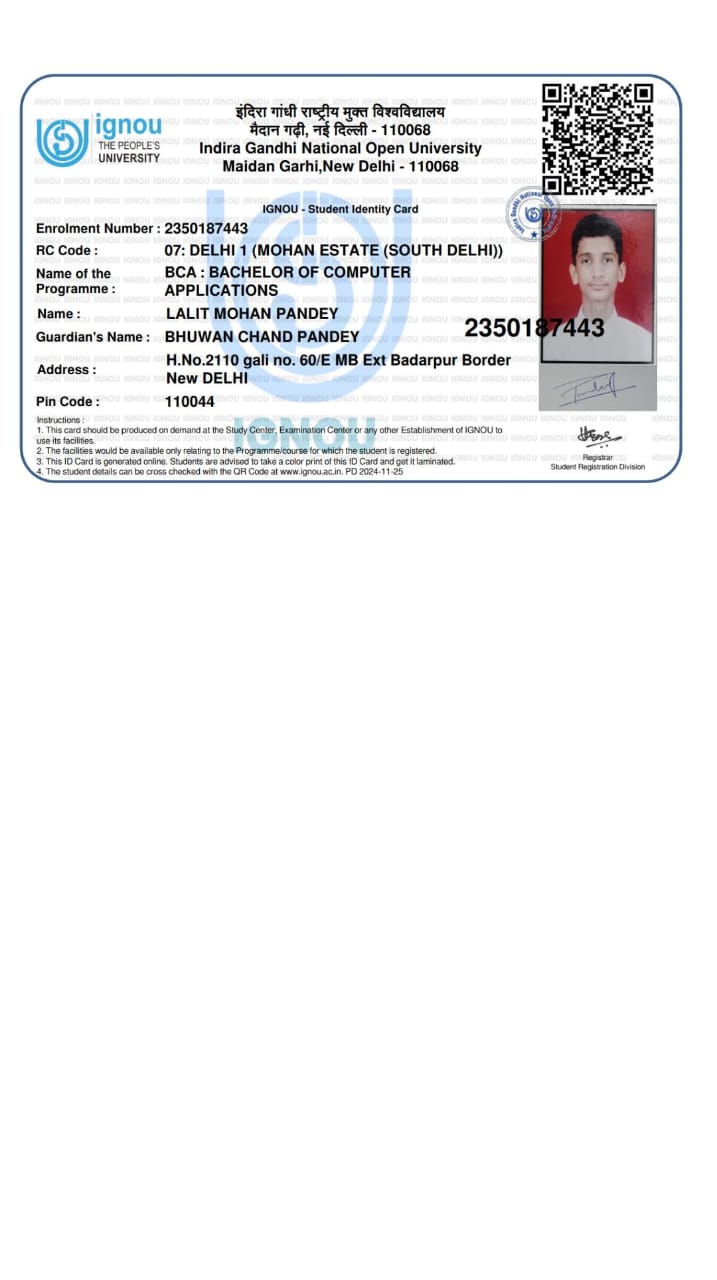 इंदिरा गांधी राष्ट्रीय मुक्त विश्वविद्यालय
मैदान गढ़ी, नई दिल्ली - 110068
Indira Gandhi National Open University
Maidan Garhi,New Delhi - 110068
ignou
THE PEOPLE'S
UNIVERSITY
IGNOU - Student Identity Card
Enrolment Number : 2350187443
RC Code : 07: DELHI 1 (MOHAN ESTATE (SOUTH DELHI))
Name of the Programme : BCA : BACHELOR OF COMPUTER
APPLICATIONS
Name : LALIT MOHAN PANDEY
Guardian's Name : BHUWAN CHAND PANDEY
2350187443
Address : H.No.2110 gali no. 60/E MB Ext Badarpur Border
New DELHI
Pin Code : 110044
IGNOU
Instructions :
1. This card should be produced on demand at the Study Center, Examination Center or any other Establishment of IGNOU to
use its facilities.
2. The facilities would be available only relating to the Programme/course for which the student is registered.
3. This ID Card is generated online. Students are advised to take a color print of this ID Card and get it laminated.
4. The student details can be cross checked with the QR Code at www.ignou.ac.in. PD 2024-11-25
Registrar
Student Registration Division